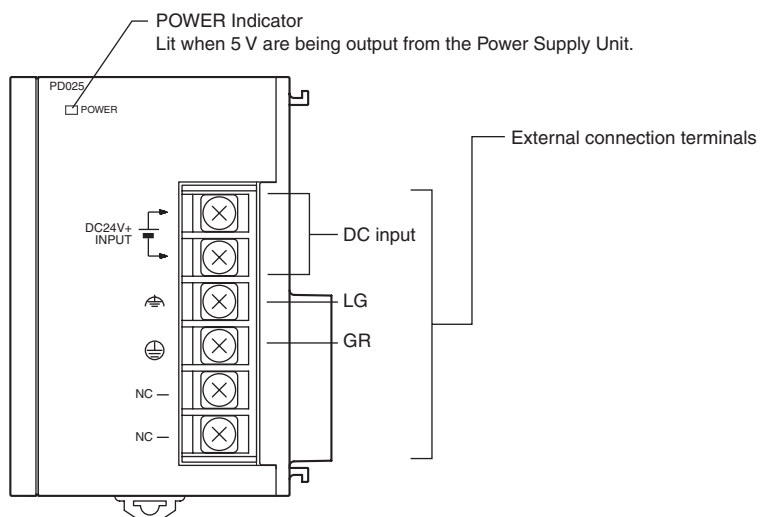 POWER Indicator
Lit when 5 V are being output from the Power Supply Unit.
PD025
POWER
External connection terminals
DC24V+
INPUT
DC input
LG
GR
NC
NC